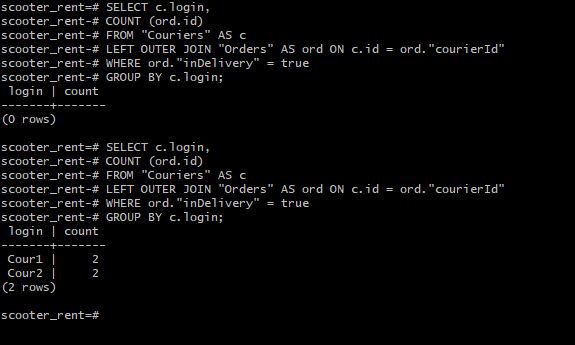 scooter_rent=# SELECT c.login,
scooter_rent-# COUNT (ord.id)
scooter_rent-# FROM "Couriers" AS c
scooter_rent-# LEFT OUTER JOIN "Orders" AS ord ON c.id = ord."courierId"
scooter_rent-# WHERE ord."inDelivery" = true
scooter_rent-# GROUP BY c.login;
 login | count
-------+-------
(0 rows)

scooter_rent=# SELECT c.login,
scooter_rent-# COUNT (ord.id)
scooter_rent-# FROM "Couriers" AS c
scooter_rent-# LEFT OUTER JOIN "Orders" AS ord ON c.id = ord."courierId"
scooter_rent-# WHERE ord."inDelivery" = true
scooter_rent-# GROUP BY c.login;
 login | count
-------+-------
 Cour1 |     2
 Cour2 |     2
(2 rows)

scooter_rent=#